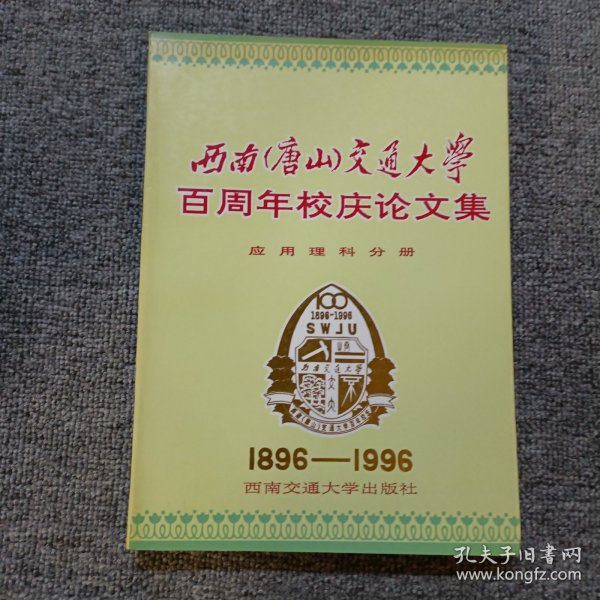 西南(唐山)交通大學
百周年校庆论文集
应用理科分册
100
1896-1996
SWJU
西南交通大学
1896—1996
西南交通大学出版社
孔夫子旧书网
www.kongfz.com